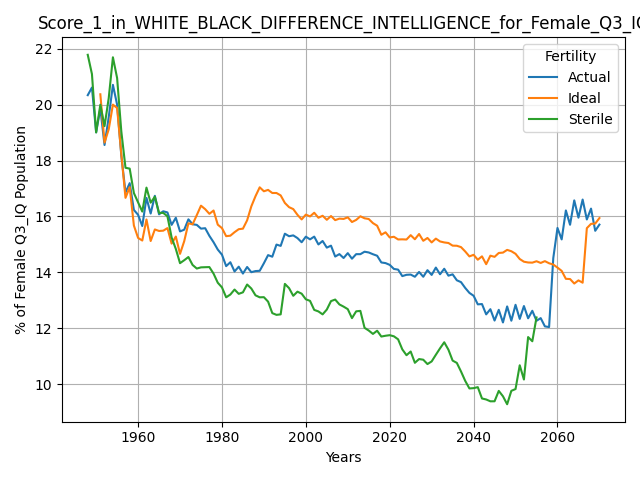 Score_1_in_WHITE_BLACK_DIFFERENCE_INTELLIGENCE_for_Female_Q3_IQ
Fertility
Actual
Ideal
Sterile
% of Female Q3_IQ Population
22
20
18
16
14
12
10
1960 1980 2000 2020 2040 2060
Years